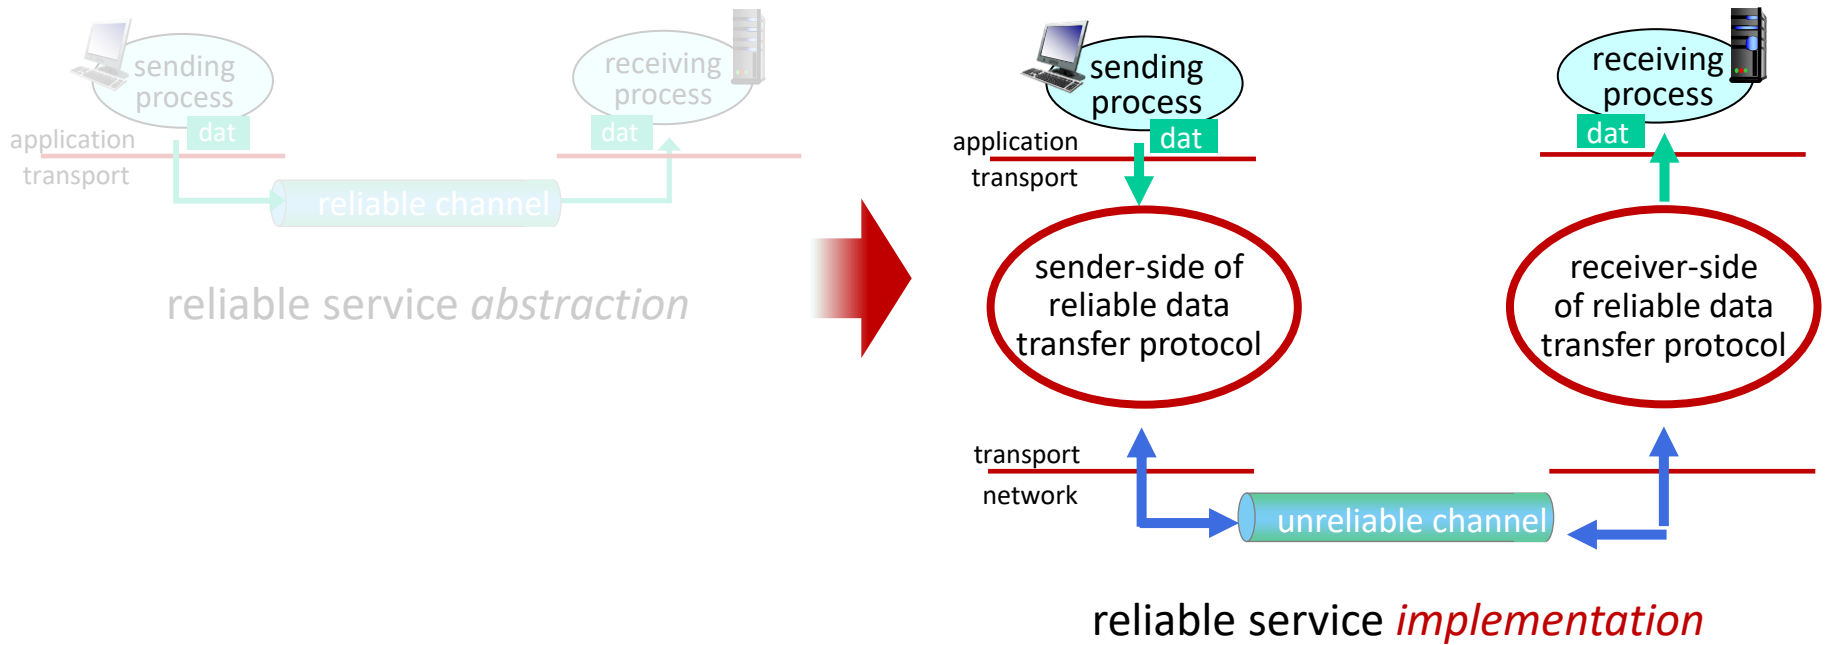 sending
process
dat
application
transport
receiving
process
dat
reliable channel
reliable service abstraction
sending
process
dat
application
transport
receiving
process
dat
sender-side of
reliable data
transfer protocol
receiver-side
of reliable data
transfer protocol
transport
network
unreliable channel
reliable service implementation